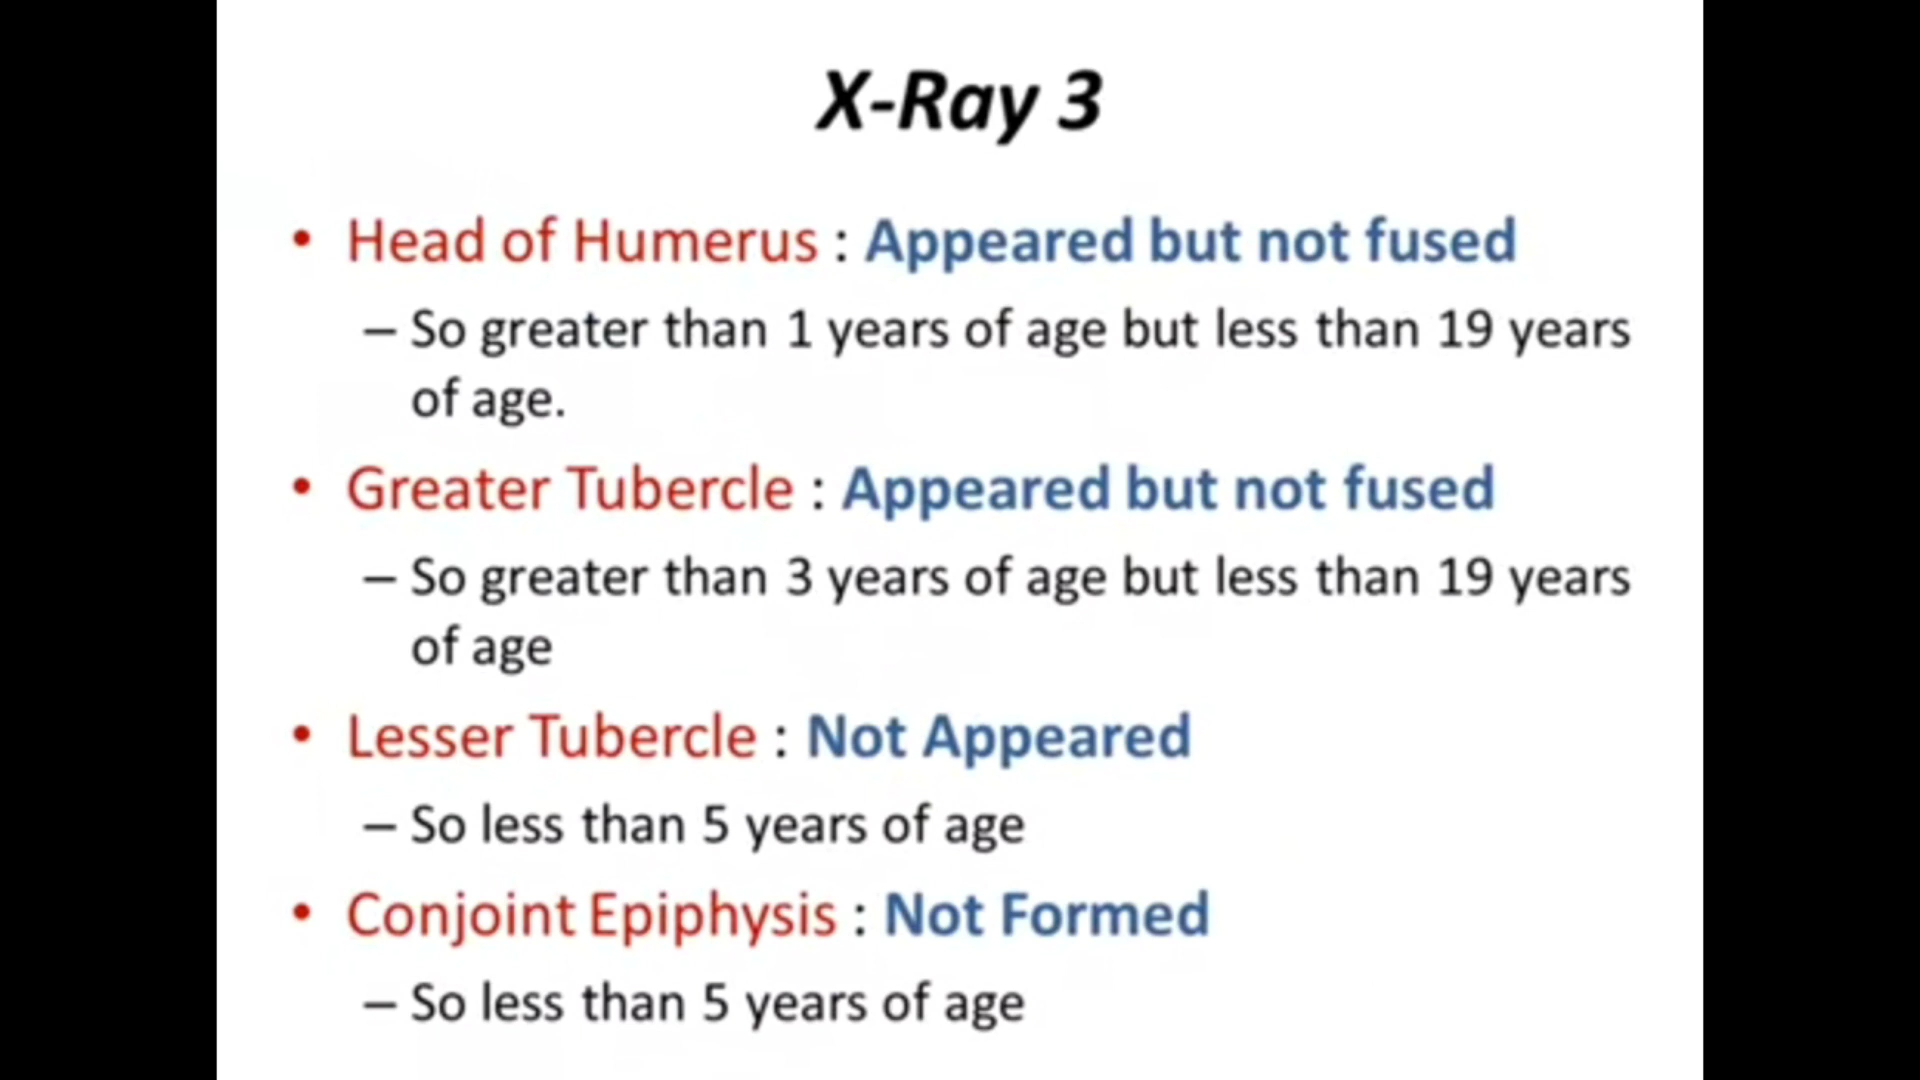 X-Ray 3
• Head of Humerus : Appeared but not fused
– So greater than 1 years of age but less than 19 years
of age.
• Greater Tubercle : Appeared but not fused
– So greater than 3 years of age but less than 19 years
of age
• Lesser Tubercle : Not Appeared
– So less than 5 years of age
• Conjoint Epiphysis : Not Formed
– So less than 5 years of age